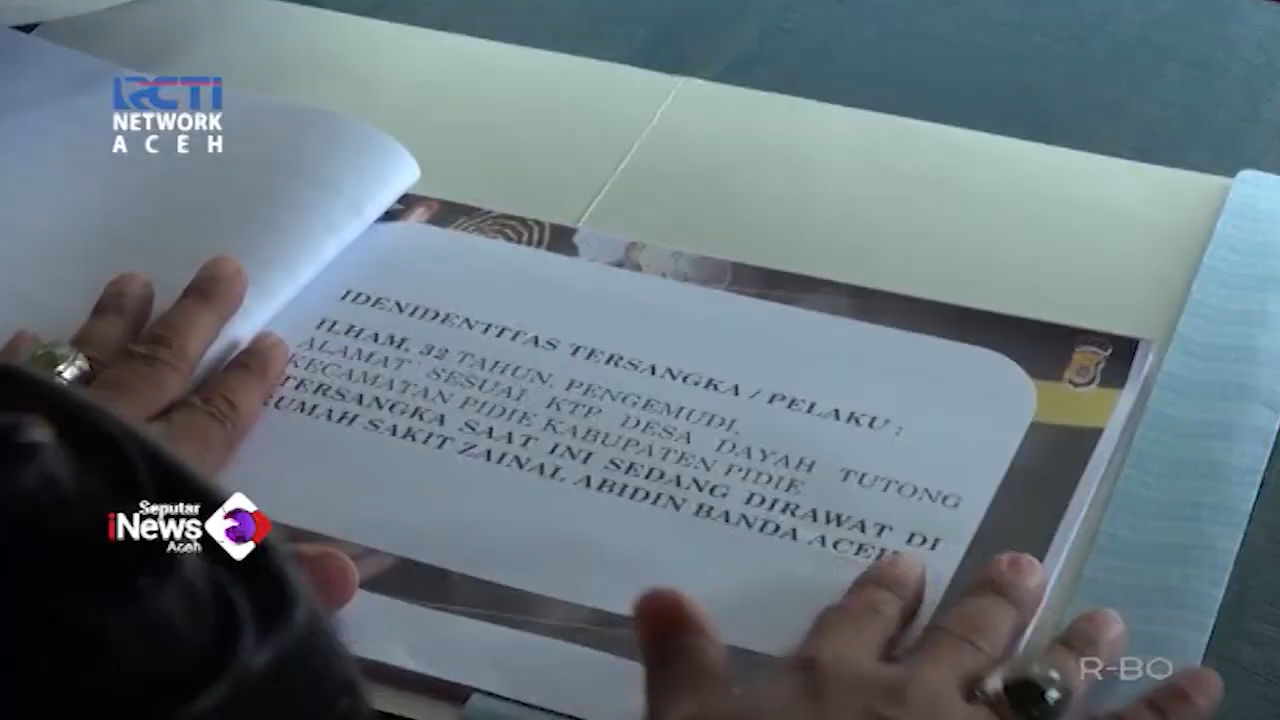 RCTI
NETWORK
ACEH
IDENIDENTITAS TERSANGKA / PELAKU :
ILHAM, 32 TAHUN, PENGEMUDI,
ALAMAT SESUAI KTP DESA DAYAH TUTONG
KECAMATAN PIDIE KABUPATEN PIDIE
TERSANGKA SAAT INI SEDANG DIRAWAT DI
RUMAH SAKIT ZAINAL ABIDIN BANDA ACEH
Seputar
iNews
Aceh
R-BO